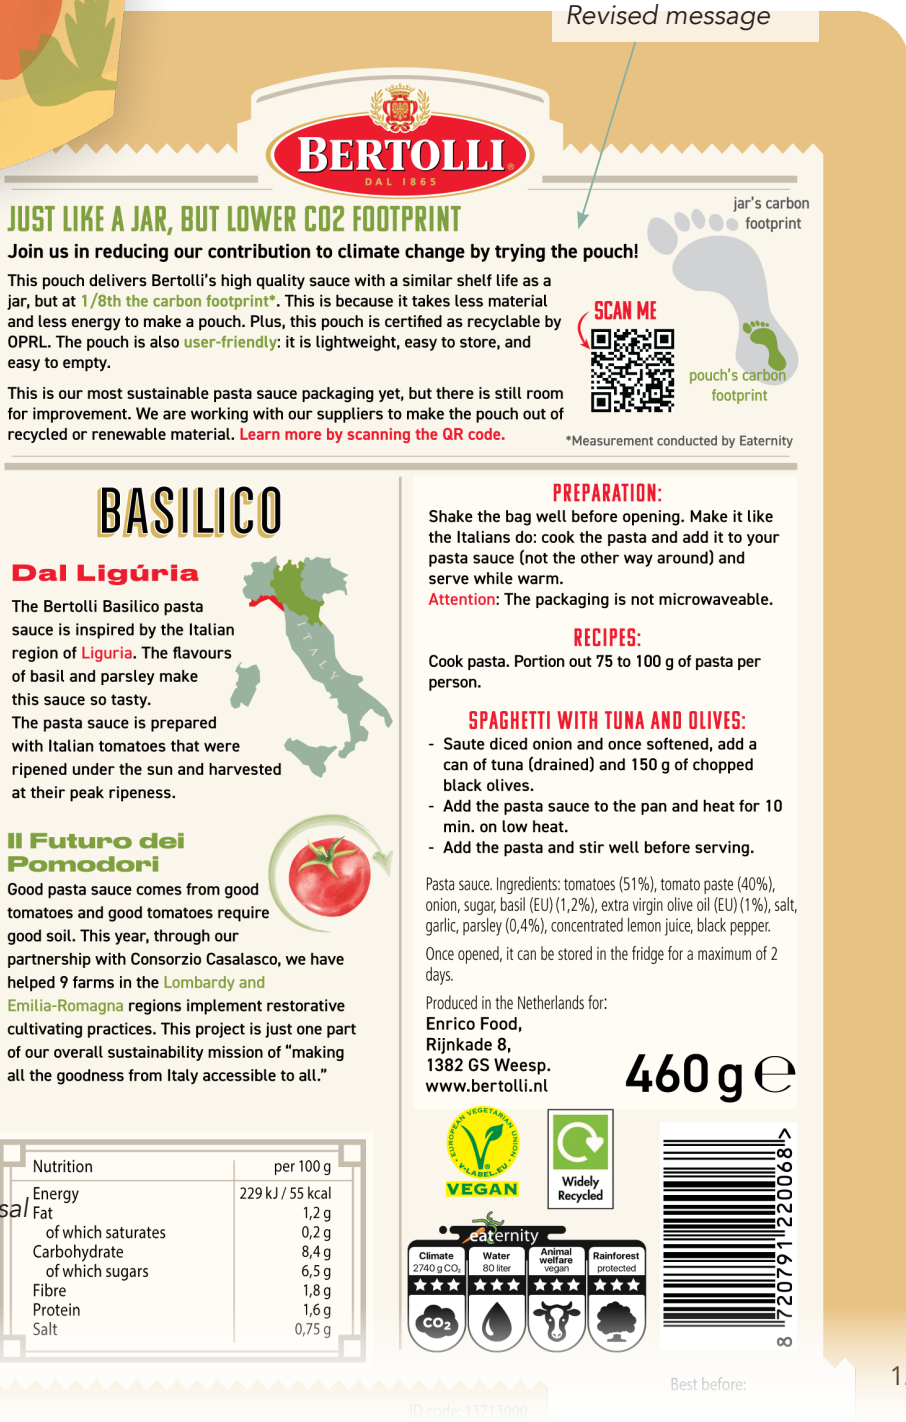 Revised message
BERTOLLI
DAL 1865
JUST LIKE A JAR, BUT LOWER CO2 FOOTPRINT
Join us in reducing our contribution to climate change by trying the pouch!
This pouch delivers Bertolli's high quality sauce with a similar shelf life as a
jar, but at 1/8th the carbon footprint*. This is because it takes less material
and less energy to make a pouch. Plus, this pouch is certified as recyclable by
OPRL. The pouch is also user-friendly: it is lightweight, easy to store, and
easy to empty.
This is our most sustainable pasta sauce packaging yet, but there is still room
for improvement. We are working with our suppliers to make the pouch out of
recycled or renewable material. Learn more by scanning the QR code.
jar's carbon
footprint
SCAN ME
pouch's carbon
footprint
*Measurement conducted by Eaternity
BASILICO
Dal Ligúria
The Bertolli Basilico pasta
sauce is inspired by the Italian
region of Liguria. The flavours
of basil and parsley make
this sauce so tasty.
The pasta sauce is prepared
with Italian tomatoes that were
ripened under the sun and harvested
at their peak ripeness.
ITALY
Il Futuro dei
Pomodori
Good pasta sauce comes from good
tomatoes and good tomatoes require
good soil. This year, through our
partnership with Consorzio Casalasco, we have
helped 9 farms in the Lombardy and
Emilia-Romagna regions implement restorative
cultivating practices. This project is just one part
of our overall sustainability mission of "making
all the goodness from Italy accessible to all."
Nutrition per 100 g
Energy 229 kJ / 55 kcal
Fat 1,2 g
of which saturates 0,2 g
Carbohydrate 8,4 g
of which sugars 6,5 g
Fibre 1,8 g
Protein 1,6 g
Salt 0,75 g
sal
PREPARATION:
Shake the bag well before opening. Make it like
the Italians do: cook the pasta and add it to your
pasta sauce (not the other way around) and
serve while warm.
Attention: The packaging is not microwaveable.
RECIPES:
Cook pasta. Portion out 75 to 100 g of pasta per
person.
SPAGHETTI WITH TUNA AND OLIVES:
- Saute diced onion and once softened, add a
can of tuna (drained) and 150 g of chopped
black olives.
- Add the pasta sauce to the pan and heat for 10
min. on low heat.
- Add the pasta and stir well before serving.
Pasta sauce. Ingredients: tomatoes (51%), tomato paste (40%),
onion, sugar, basil (EU) (1,2%), extra virgin olive oil (EU) (1%), salt,
garlic, parsley (0,4%), concentrated lemon juice, black pepper.
Once opened, it can be stored in the fridge for a maximum of 2
days.
Produced in the Netherlands for:
Enrico Food,
Rijnkade 8,
1382 GS Weesp.
www.bertolli.nl
460 g ℮
EUROPEAN VEGETARIAN UNION
V-LABEL.EU
VEGAN
Widely
Recycled
eaternity
Climate
2740 g CO₂
CO₂
Water
80 liter
Animal
welfare
vegan
Rainforest
protected
8 720791 220068 >
Best before:
ID code: 13713000